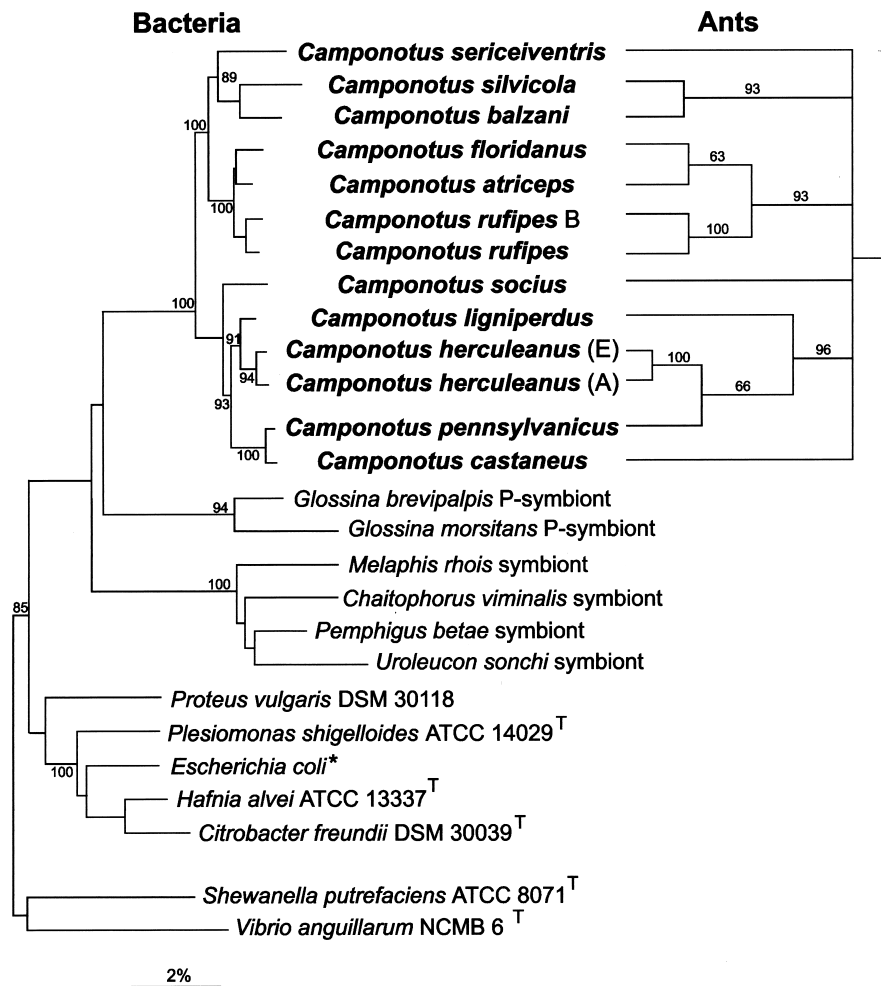 Bacteria Ants
Camponotus sericeiventris
89 Camponotus silvicola 93
Camponotus balzani
100
Camponotus floridanus 63
Camponotus atriceps 93
100 Camponotus rufipes B 100
Camponotus rufipes
Camponotus socius
100 Camponotus ligniperdus
91 Camponotus herculeanus (E) 100 96
94 Camponotus herculeanus (A) 66
93
Camponotus pennsylvanicus
100 Camponotus castaneus
94 Glossina brevipalpis P-symbiont
Glossina morsitans P-symbiont
100 Melaphis rhois symbiont
Chaitophorus viminalis symbiont
85 Pemphigus betae symbiont
Uroleucon sonchi symbiont
Proteus vulgaris DSM 30118
Plesiomonas shigelloides ATCC 14029T
100 Escherichia coli*
Hafnia alvei ATCC 13337T
Citrobacter freundii DSM 30039T
Shewanella putrefaciens ATCC 8071T
Vibrio anguillarum NCMB 6 T
2%